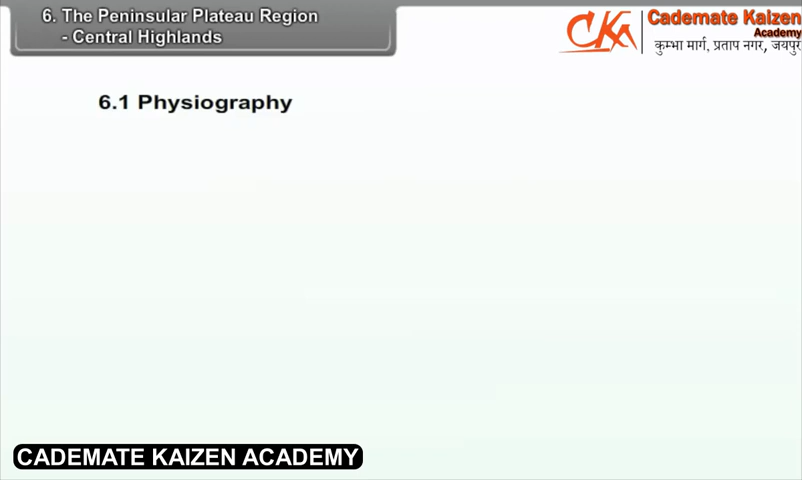 6. The Peninsular Plateau Region
- Central Highlands
CKA
Cademate Kaizen
Academy
कुम्भा मार्ग, प्रताप नगर, जयपुर
6.1 Physiography
CADEMATE KAIZEN ACADEMY